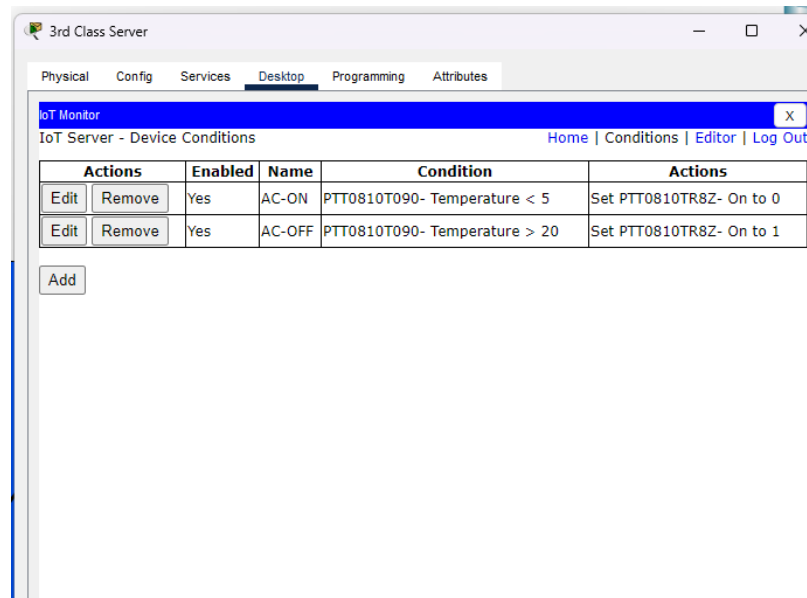 3rd Class Server
Physical Config Services Desktop Programming Attributes
IoT Monitor X
IoT Server - Device Conditions Home | Conditions | Editor | Log Out
Actions Enabled Name Condition Actions
Edit Remove Yes AC-ON PTT0810T090- Temperature < 5 Set PTT0810TR8Z- On to 0
Edit Remove Yes AC-OFF PTT0810T090- Temperature > 20 Set PTT0810TR8Z- On to 1
Add